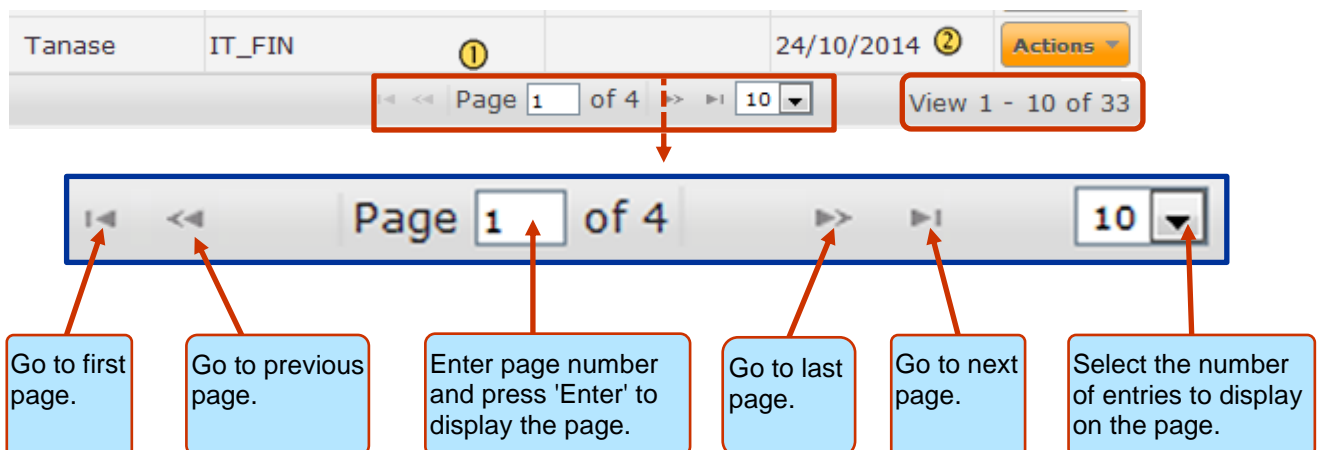 Tanase IT_FIN 24/10/2014 ② Actions
①
Page 1 of 4 10 View 1 - 10 of 33
Page 1 of 4 10
Go to first
page.
Go to previous
page.
Enter page number
and press 'Enter' to
display the page.
Go to last
page.
Go to next
page.
Select the number
of entries to display
on the page.